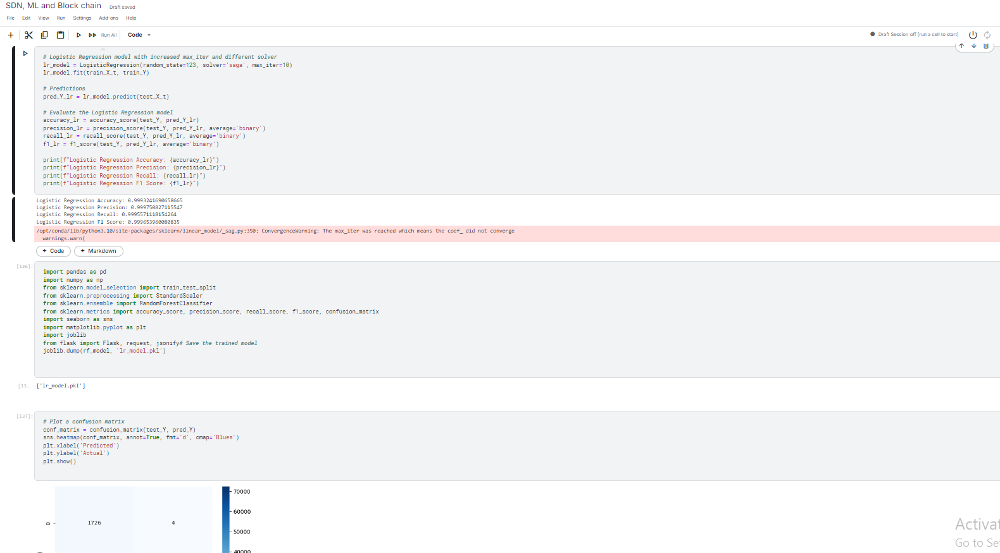 SDN, ML and Block chain Draft saved
File Edit View Run Settings Add-ons Help
Run All Code Draft Session off (run a cell to start)
# Logistic Regression model with increased max_iter and different solver
lr_model = LogisticRegression(random_state=123, solver='saga', max_iter=10)
lr_model.fit(train_X_t, train_Y)
# Predictions
pred_Y_lr = lr_model.predict(test_X_t)
# Evaluate the Logistic Regression model
accuracy_lr = accuracy_score(test_Y, pred_Y_lr)
precision_lr = precision_score(test_Y, pred_Y_lr, average='binary')
recall_lr = recall_score(test_Y, pred_Y_lr, average='binary')
f1_lr = f1_score(test_Y, pred_Y_lr, average='binary')
print(f"Logistic Regression Accuracy: {accuracy_lr}")
print(f"Logistic Regression Precision: {precision_lr}")
print(f"Logistic Regression Recall: {recall_lr}")
print(f"Logistic Regression F1 Score: {f1_lr}")
Logistic Regression Accuracy: 0.9993241690658665
Logistic Regression Precision: 0.999750827115547
Logistic Regression Recall: 0.9995571118154264
Logistic Regression F1 Score: 0.999653960080835
/opt/conda/lib/python3.10/site-packages/sklearn/linear_model/_sag.py:350: ConvergenceWarning: The max_iter was reached which means the coef_ did not converge
warnings.warn(
+ Code + Markdown
[136]:
import pandas as pd
import numpy as np
from sklearn.model_selection import train_test_split
from sklearn.preprocessing import StandardScaler
from sklearn.ensemble import RandomForestClassifier
from sklearn.metrics import accuracy_score, precision_score, recall_score, f1_score, confusion_matrix
import seaborn as sns
import matplotlib.pyplot as plt
import joblib
from flask import Flask, request, jsonify# Save the trained model
joblib.dump(rf_model, 'lr_model.pkl')
[13… ['lr_model.pkl']
[137]:
# Plot a confusion matrix
conf_matrix = confusion_matrix(test_Y, pred_Y)
sns.heatmap(conf_matrix, annot=True, fmt='d', cmap='Blues')
plt.xlabel('Predicted')
plt.ylabel('Actual')
plt.show()
70000
60000
0 1726 4
50000
40000
Activat
Go to Se